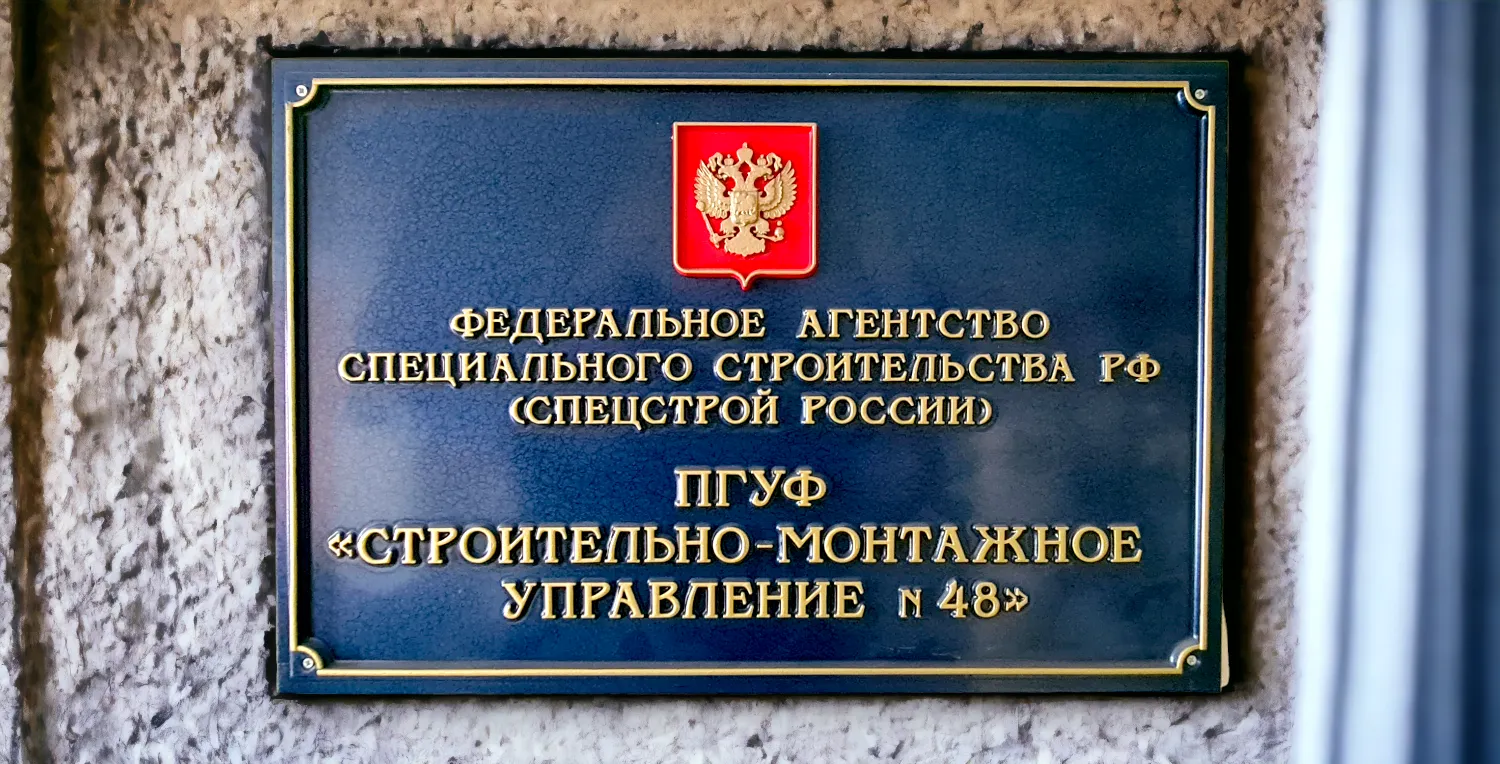 ФЕДЕРАЛЬНОЕ АГЕНТСТВО
СПЕЦИАЛЬНОГО СТРОИТЕЛЬСТВА РФ
(СПЕЦСТРОЙ РОССИИ)
ПГУФ
«СТРОИТЕЛЬНО-МОНТАЖНОЕ
УПРАВЛЕНИЕ N 48»